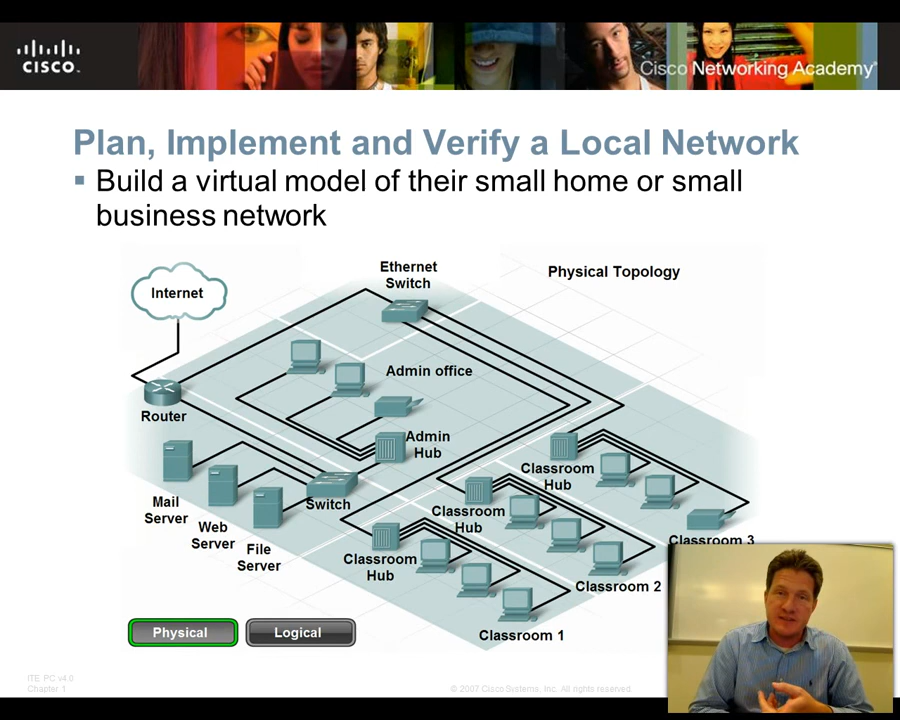 CISCO
Cisco Networking Academy®
Plan, Implement and Verify a Local Network
Build a virtual model of their small home or small
business network
Ethernet
Switch
Physical Topology
Internet
Admin office
Router
Admin
Hub
Classroom
Hub
Mail
Server
Web
Server
File
Server
Switch
Classroom
Hub
Classroom
Hub
Classroom 3
Classroom 2
Classroom 1
Physical
Logical
ITE PC v4.0
Chapter 1
© 2007 Cisco Systems, Inc. All rights reserved.